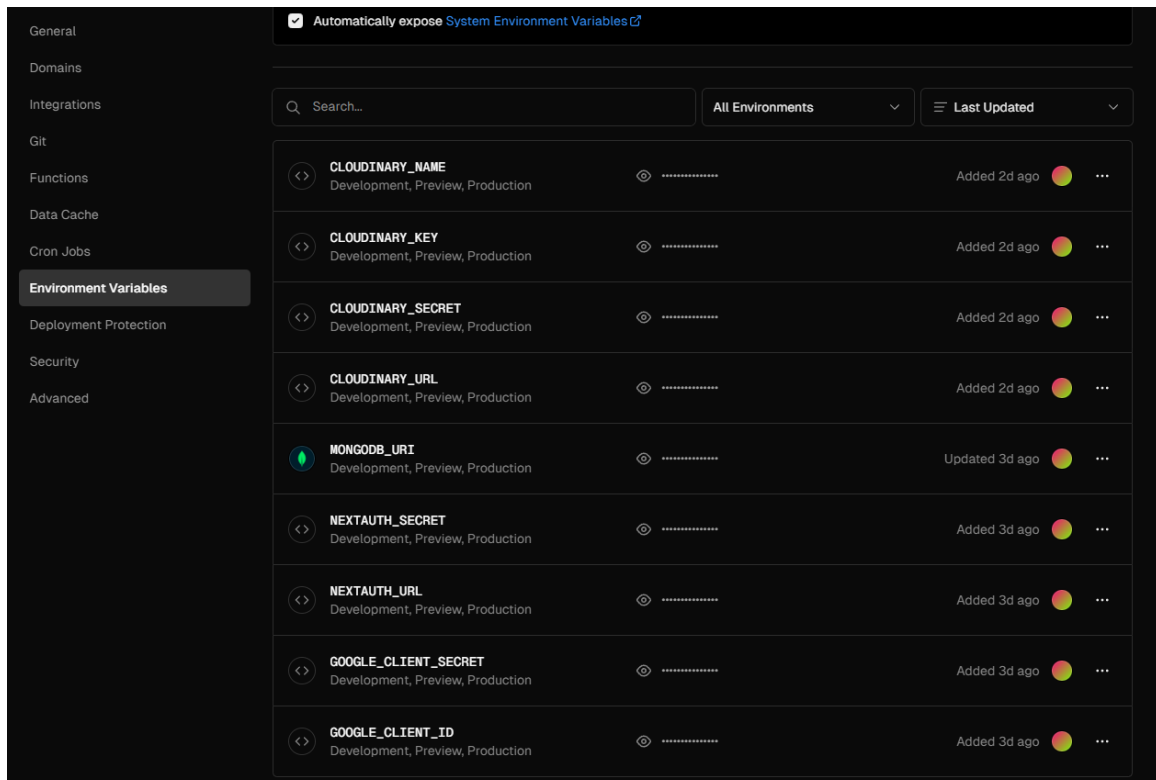 General
Domains
Integrations
Git
Functions
Data Cache
Cron Jobs
Environment Variables
Deployment Protection
Security
Advanced
Automatically expose System Environment Variables
Search...
All Environments
Last Updated
CLOUDINARY_NAME
Development, Preview, Production
Added 2d ago
CLOUDINARY_KEY
Development, Preview, Production
Added 2d ago
CLOUDINARY_SECRET
Development, Preview, Production
Added 2d ago
CLOUDINARY_URL
Development, Preview, Production
Added 2d ago
MONGODB_URI
Development, Preview, Production
Updated 3d ago
NEXTAUTH_SECRET
Development, Preview, Production
Added 3d ago
NEXTAUTH_URL
Development, Preview, Production
Added 3d ago
GOOGLE_CLIENT_SECRET
Development, Preview, Production
Added 3d ago
GOOGLE_CLIENT_ID
Development, Preview, Production
Added 3d ago